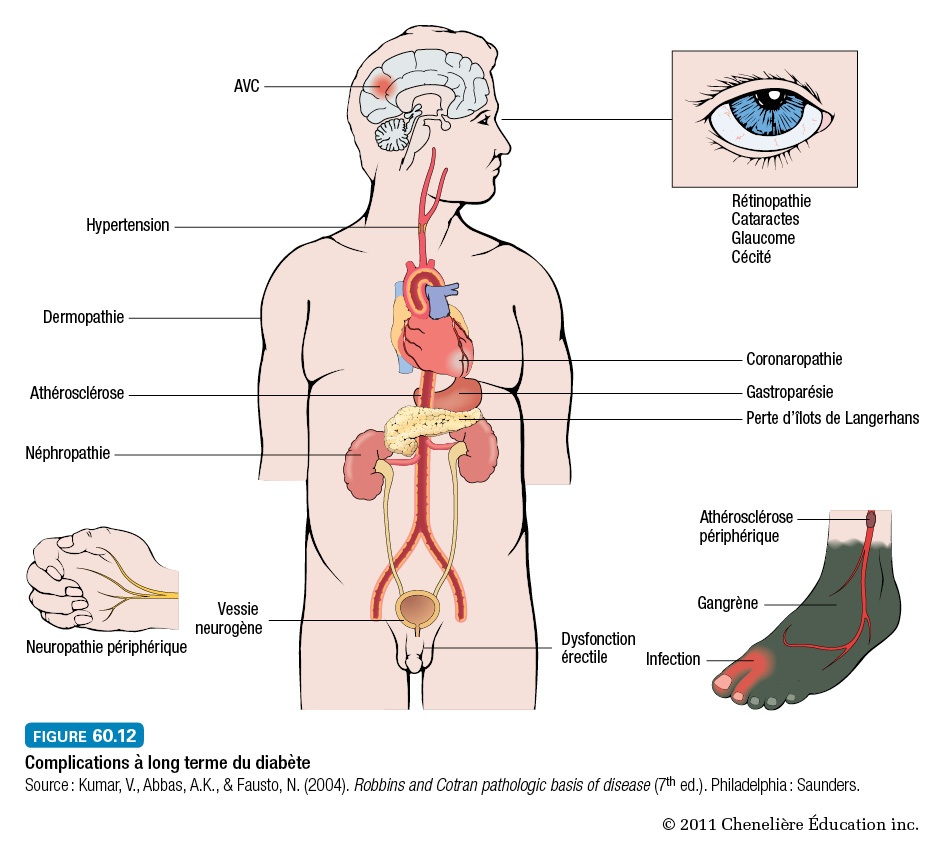 AVC
Rétinopathie
Cataractes
Glaucome
Cécité
Hypertension
Dermopathie
Coronaropathie
Athérosclérose
Gastroparésie
Perte d'îlots de Langerhans
Néphropathie
Athérosclérose
périphérique
Gangrène
Vessie
neurogène
Neuropathie périphérique
Dysfonction
érectile
Infection
FIGURE 60.12
Complications à long terme du diabète
Source : Kumar, V., Abbas, A.K., & Fausto, N. (2004). Robbins and Cotran pathologic basis of disease (7th ed.). Philadelphia : Saunders.
© 2011 Chenelière Éducation inc.